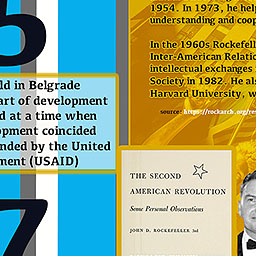 6
ld in Belgrade
art of development
d at a time when
opment coincided
nded by the United
ment (USAID)
7
1954. In 1973, he help
understanding and coop
In the 1960s Rockefell
Inter-American Relatio
intellectual exchanges
Society in 1982. He als
Harvard University, w
source: https://rockarch.org/res
THE SECOND
AMERICAN REVOLUTION
Some Personal Observations
JOHN D. ROCKEFELLER 3rd